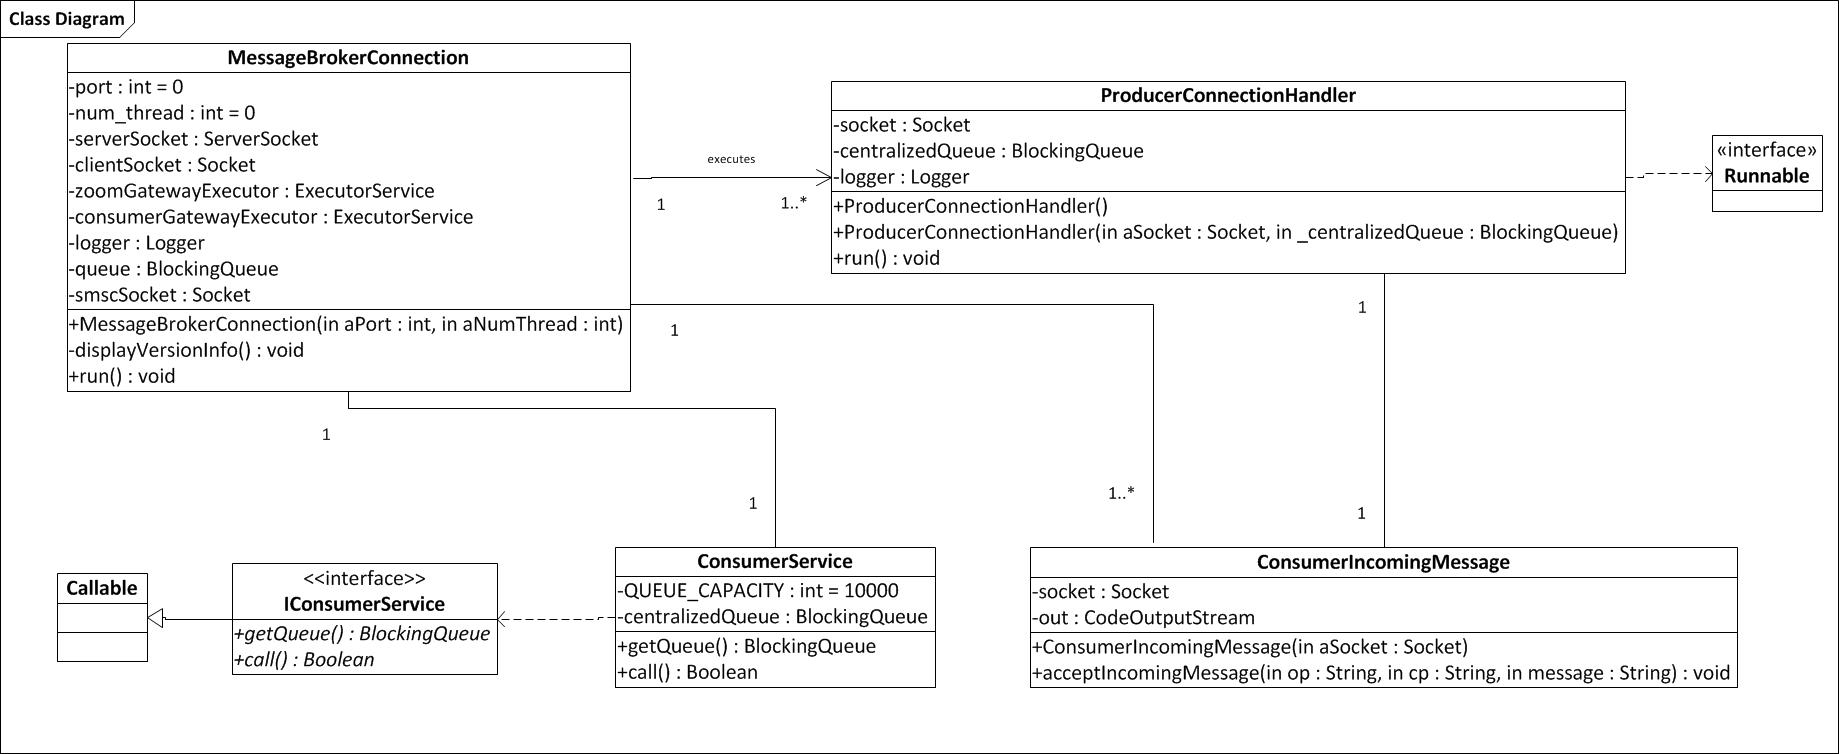 Class Diagram
MessageBrokerConnection
-port : int = 0
-num_thread : int = 0
-serverSocket : ServerSocket
-clientSocket : Socket
-zoomGatewayExecutor : ExecutorService
-consumerGatewayExecutor : ExecutorService
-logger : Logger
-queue : BlockingQueue
-smscSocket : Socket
+MessageBrokerConnection(in aPort : int, in aNumThread : int)
-displayVersionInfo() : void
+run() : void
executes
1
1..*
ProducerConnectionHandler
-socket : Socket
-centralizedQueue : BlockingQueue
-logger : Logger
+ProducerConnectionHandler()
+ProducerConnectionHandler(in aSocket : Socket, in _centralizedQueue : BlockingQueue)
+run() : void
«interface»
Runnable
1
1
1
1..*
1
1
Callable
<<interface>>
IConsumerService
+getQueue() : BlockingQueue
+call() : Boolean
ConsumerService
-QUEUE_CAPACITY : int = 10000
-centralizedQueue : BlockingQueue
+getQueue() : BlockingQueue
+call() : Boolean
ConsumerIncomingMessage
-socket : Socket
-out : CodeOutputStream
+ConsumerIncomingMessage(in aSocket : Socket)
+acceptIncomingMessage(in op : String, in cp : String, in message : String) : void